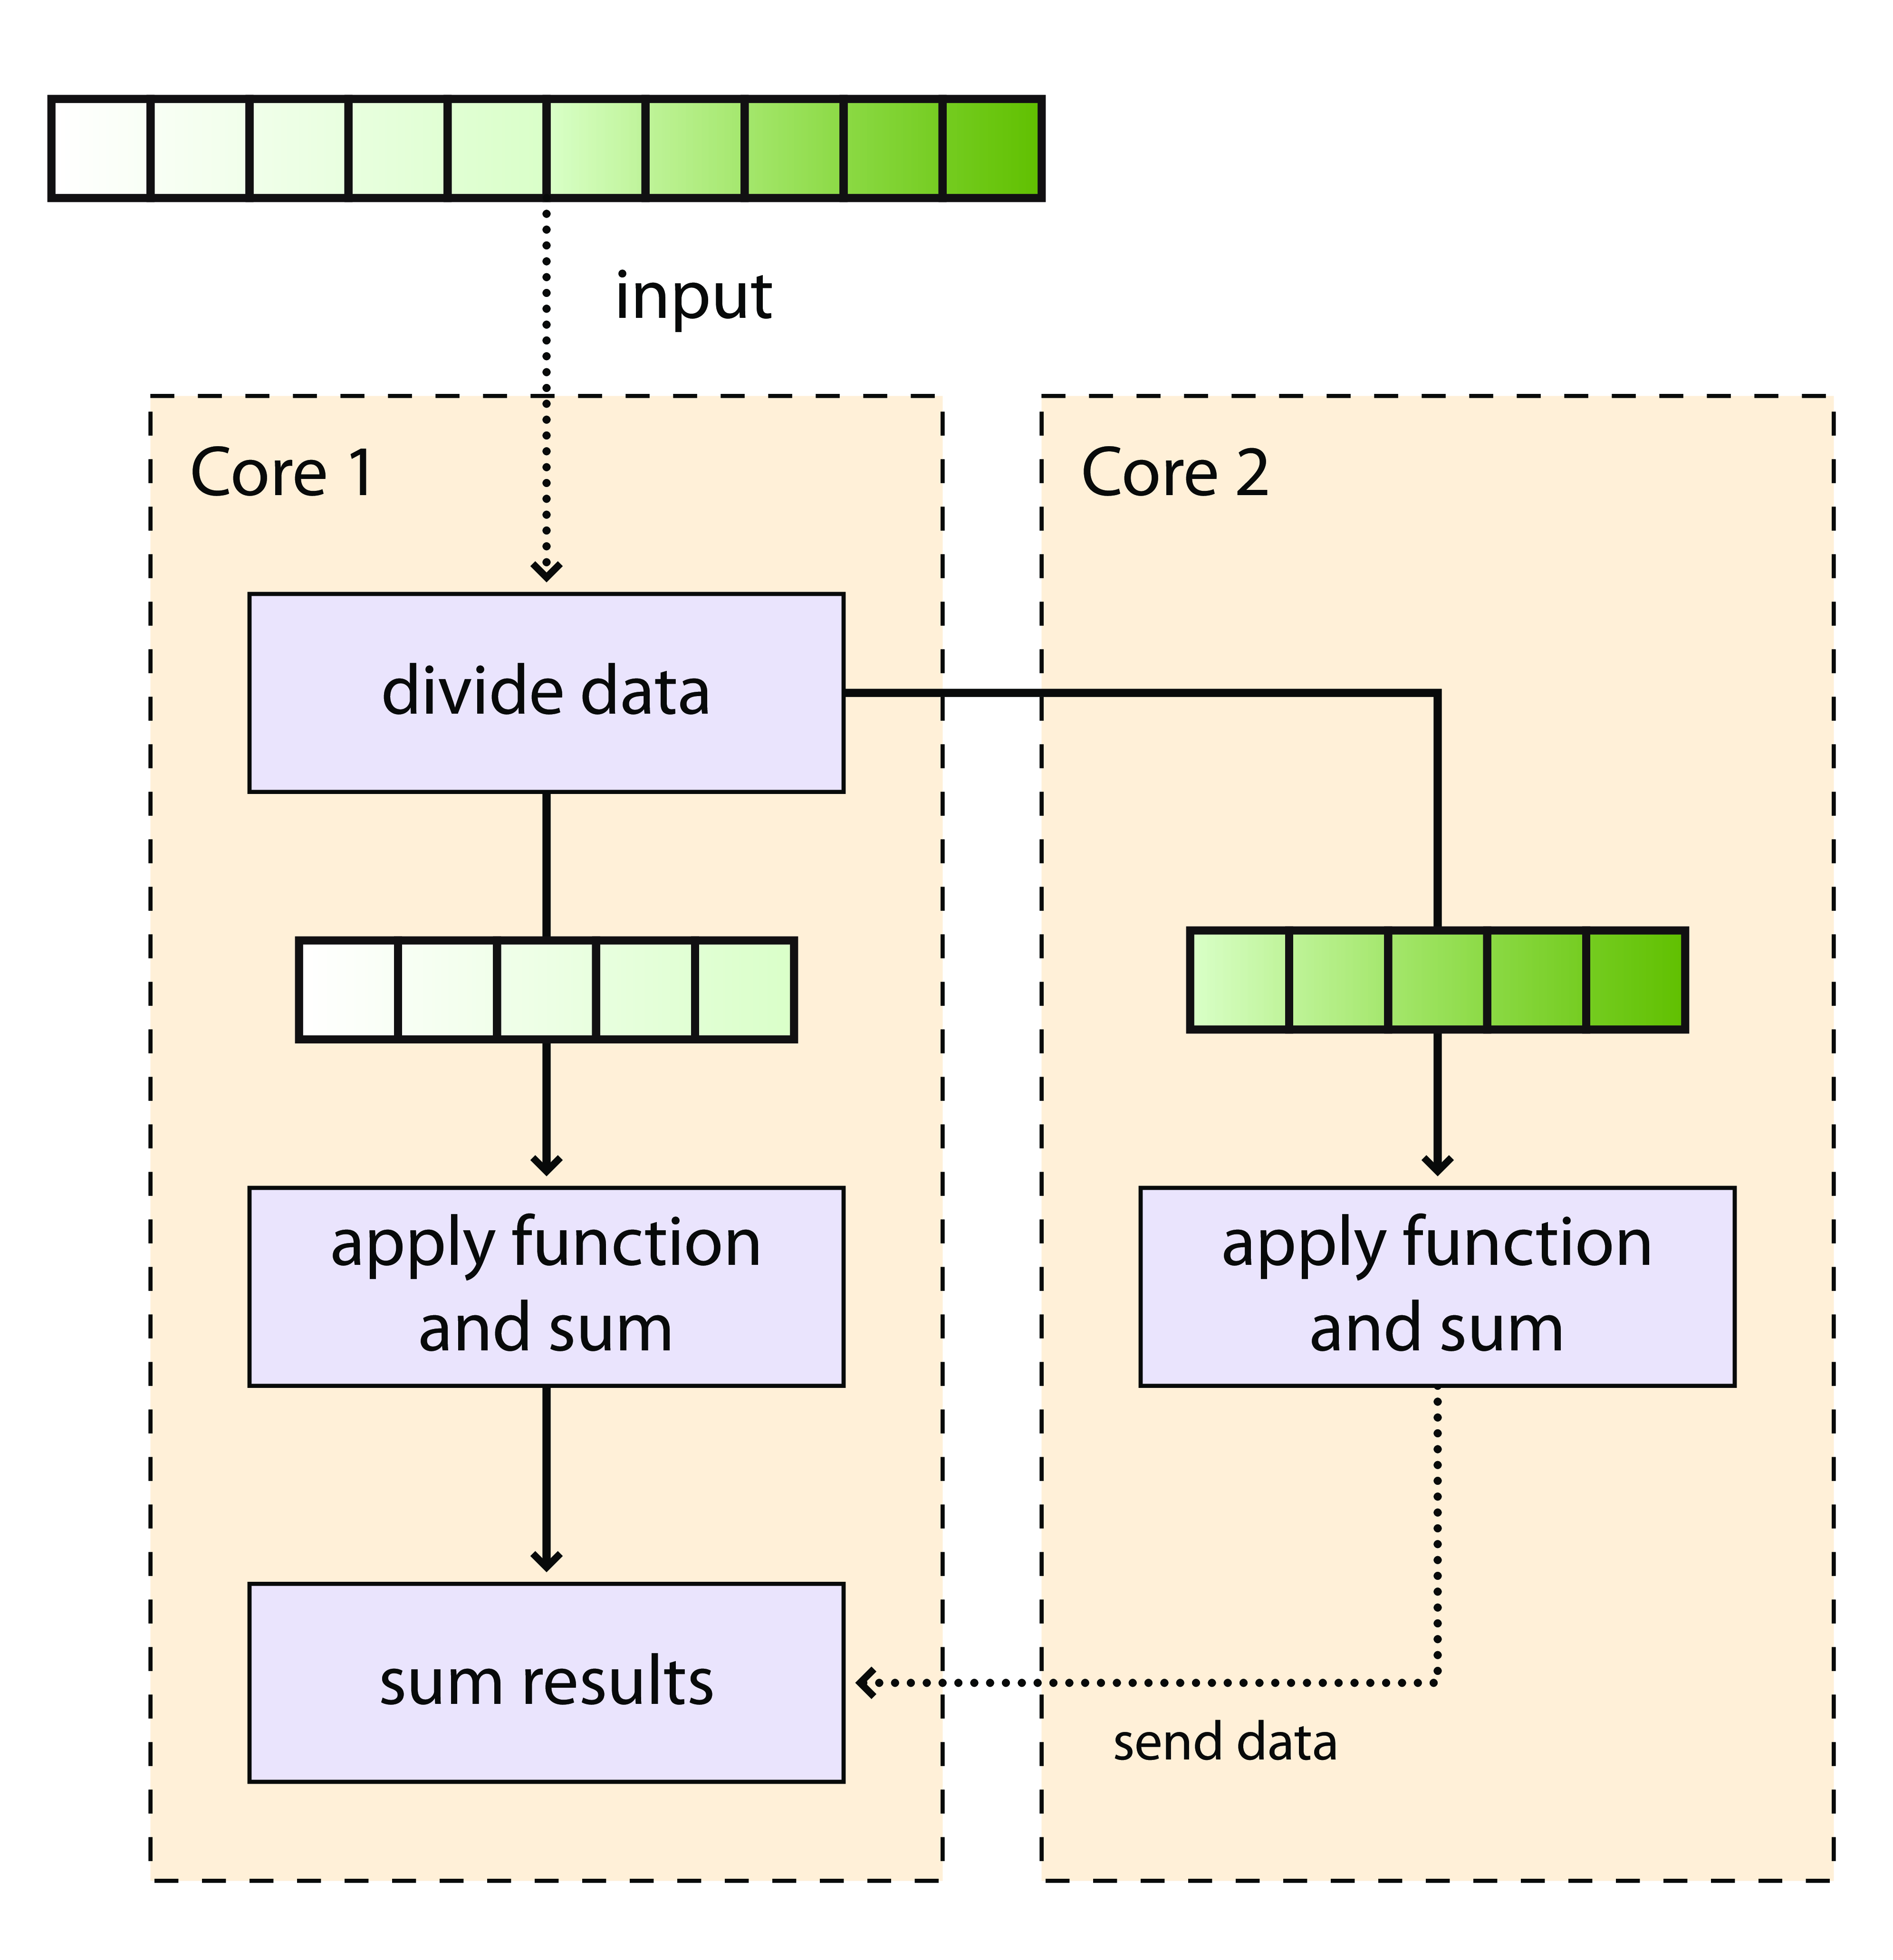 input
Core 1
Core 2
divide data
apply function
and sum
apply function
and sum
sum results
send data